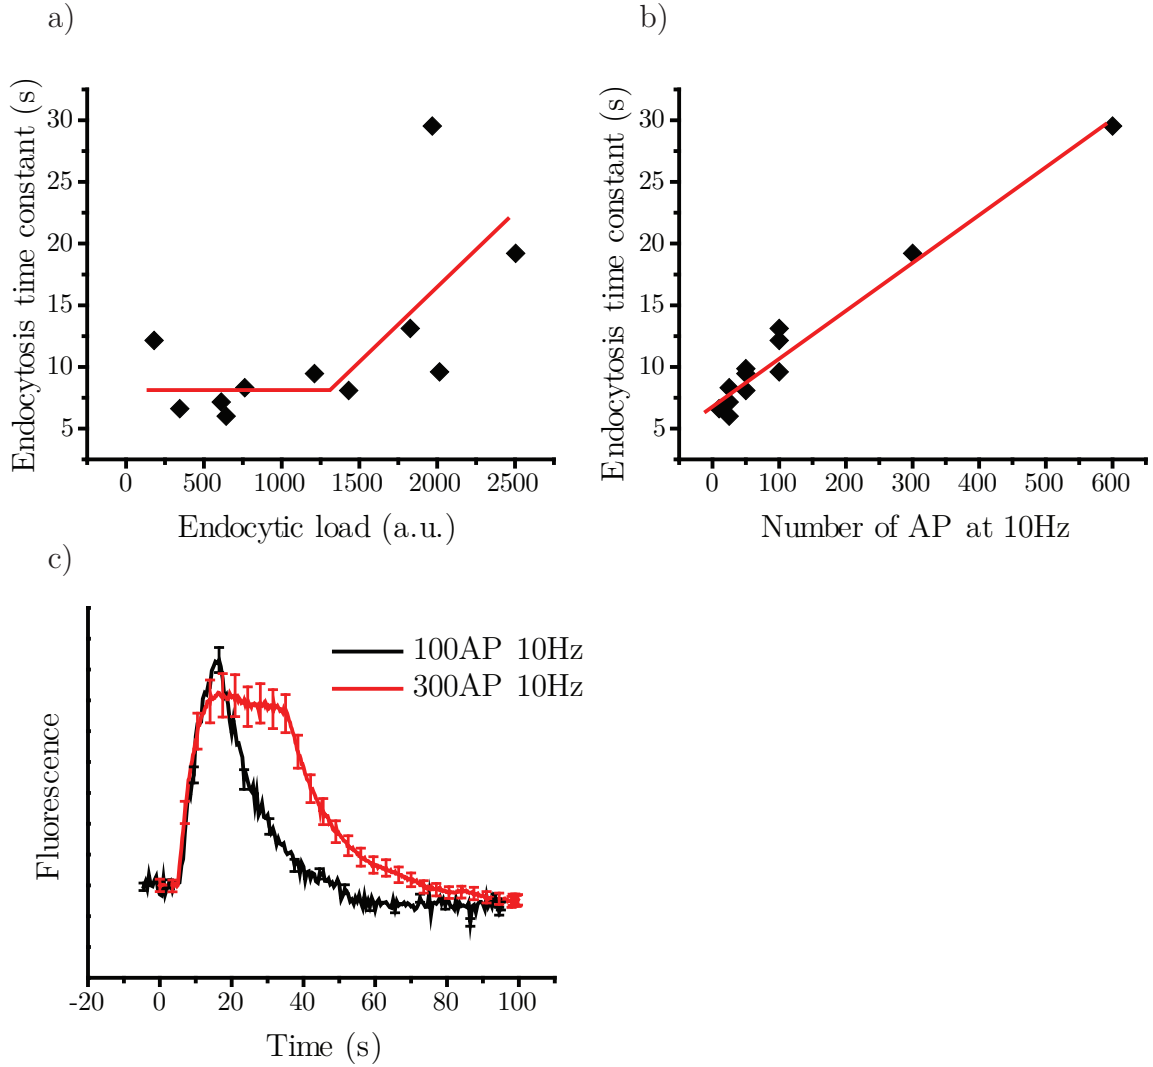 a)
Endocytosis time constant (s)
30
25
20
15
10
5
0 500 1000 1500 2000 2500
Endocytic load (a.u.)
b)
Endocytosis time constant (s)
30
25
20
15
10
5
0 100 200 300 400 500 600
Number of AP at 10Hz
c)
Fluorescence
100AP 10Hz
300AP 10Hz
-20 0 20 40 60 80 100
Time (s)